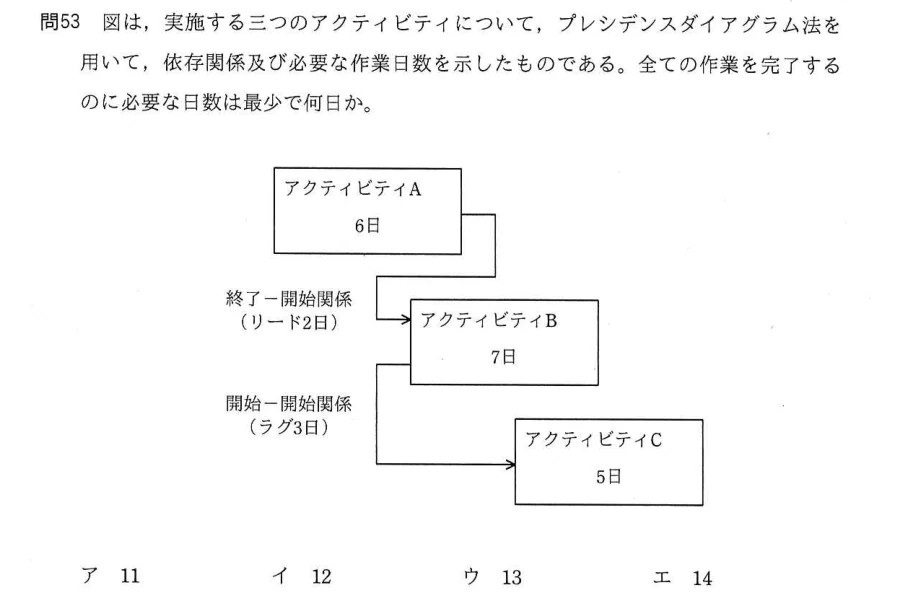 問53 図は，実施する三つのアクティビティについて，プレシデンスダイアグラム法を
用いて，依存関係及び必要な作業日数を示したものである。全ての作業を完了する
のに必要な日数は最少で何日か。
アクティビティA
6日
終了－開始関係
（リード2日）
アクティビティB
7日
開始－開始関係
（ラグ3日）
アクティビティC
5日
ア 11 イ 12 ウ 13 エ 14